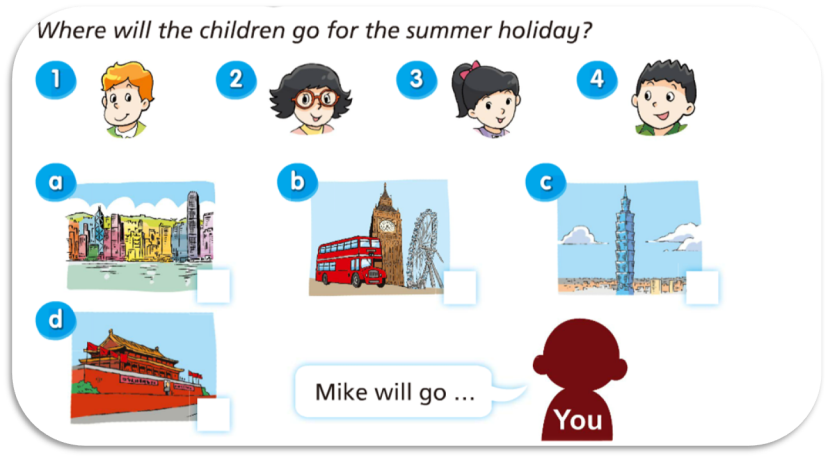 Where will the children go for the summer holiday?
1 2 3 4
a b c
d
Mike will go ...
You